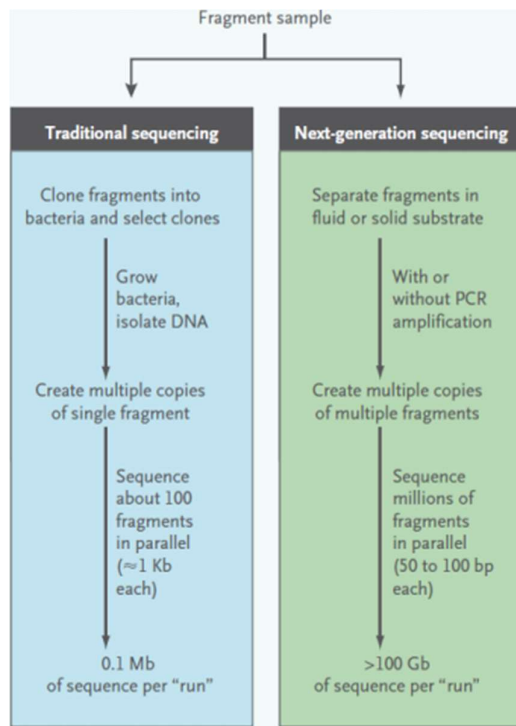 Fragment sample
Traditional sequencing
Clone fragments into
bacteria and select clones
Grow
bacteria,
isolate DNA
Create multiple copies
of single fragment
Sequence
about 100
fragments
in parallel
(≈1 Kb
each)
0.1 Mb
of sequence per “run”
Next-generation sequencing
Separate fragments in
fluid or solid substrate
With or
without PCR
amplification
Create multiple copies
of multiple fragments
Sequence
millions of
fragments
in parallel
(50 to 100 bp
each)
>100 Gb
of sequence per “run”